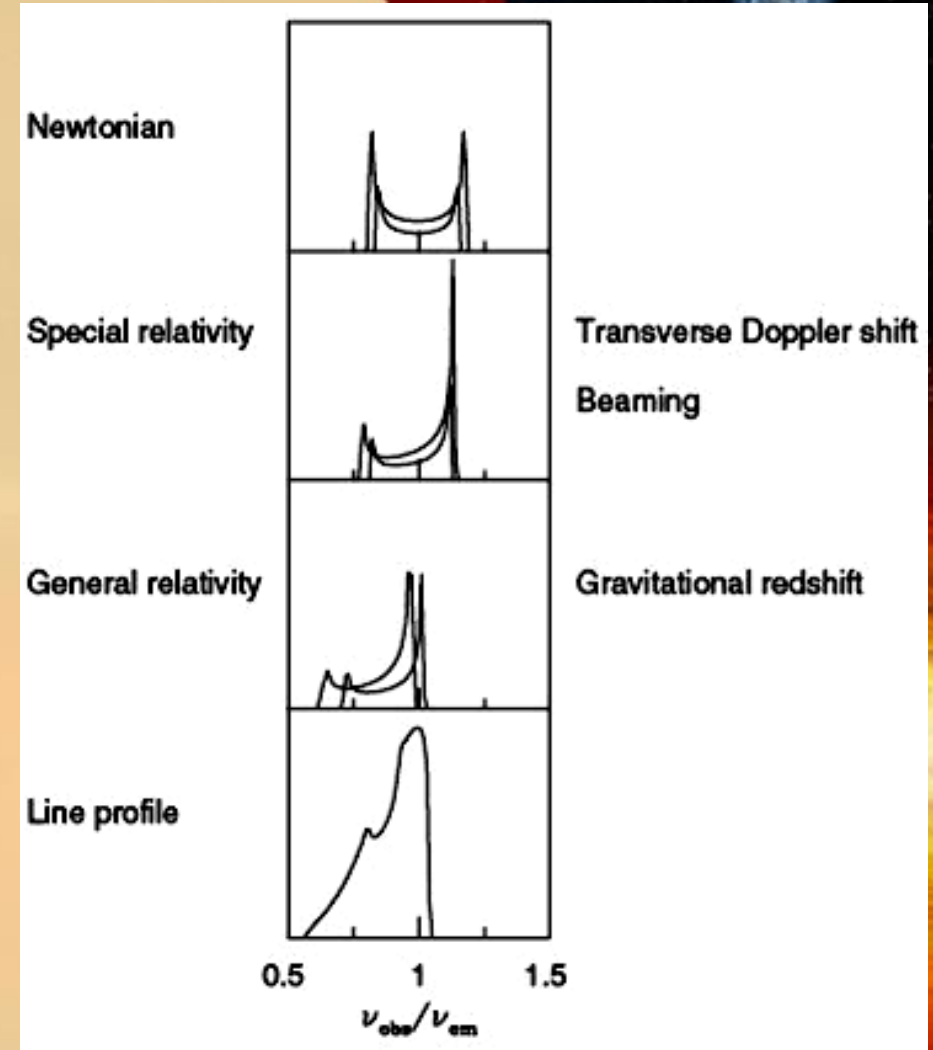 Newtonian
Special relativity
Transverse Doppler shift
Beaming
General relativity
Gravitational redshift
Line profile
0.5 1 1.5
ν_obs/ν_em